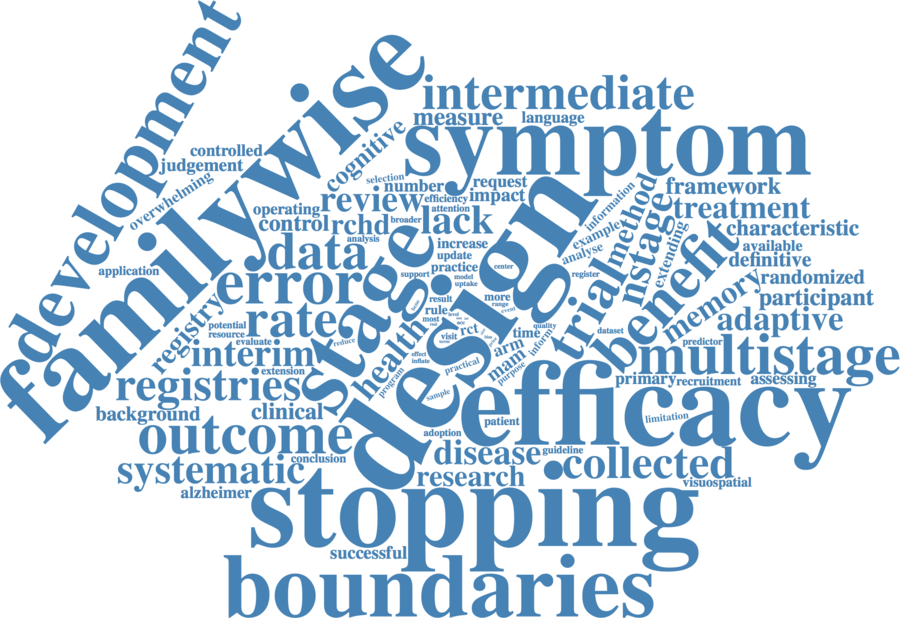 development
familywise
intermediate
measure
language
symptom
controlled
judgement
overwhelming
cognitive
selection
number
request
efficiency
impact
review
attention
operating
control
rchd
broader
lack
analysis
data
increase
update
practice
center
application
support
model
uptake
error
stage
design
information
example
analyse
method
nstage
extending
register
framework
treatment
characteristic
available
definitive
benefit
trial
memory
randomized
participant
adaptive
registry
potential
resource
evaluate
rate
reduce
health
result
rule
most
more
range
event
level
visit
rct
time
quality
inform
arm
mam
purpose
dataset
predictor
multistage
interim
extension
registries
program
effect
inflate
practical
sample
primary
recruitment
assessing
efficacy
background
clinical
outcome
conclusion
adoption
patient
limitation
disease
guideline
collected
systematic
alzheimer
research
visuospatial
stopping
successful
boundaries